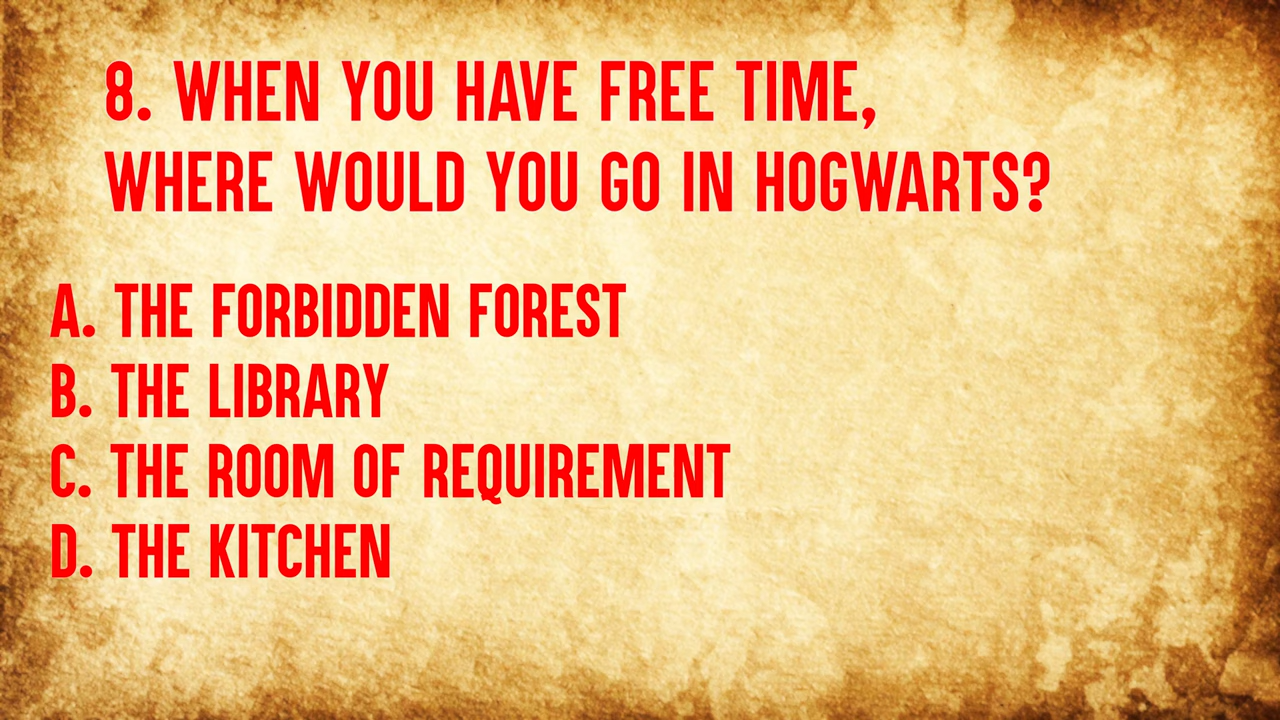 8. WHEN YOU HAVE FREE TIME,
WHERE WOULD YOU GO IN HOGWARTS?
A. THE FORBIDDEN FOREST
B. THE LIBRARY
C. THE ROOM OF REQUIREMENT
D. THE KITCHEN